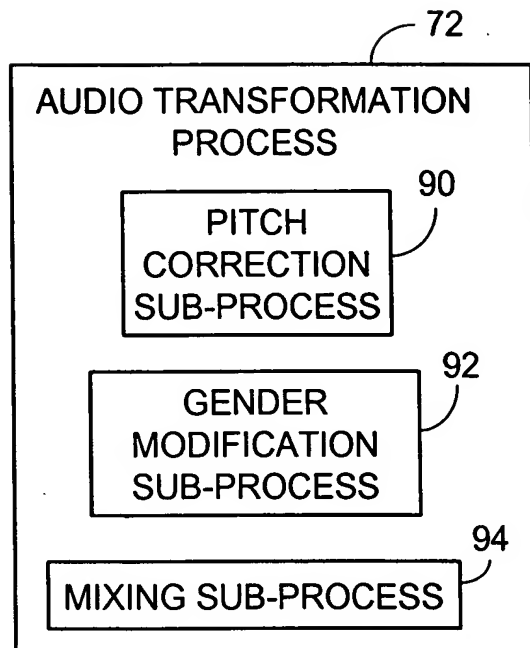 72
AUDIO TRANSFORMATION
PROCESS
90
PITCH
CORRECTION
SUB-PROCESS
92
GENDER
MODIFICATION
SUB-PROCESS
94
MIXING SUB-PROCESS